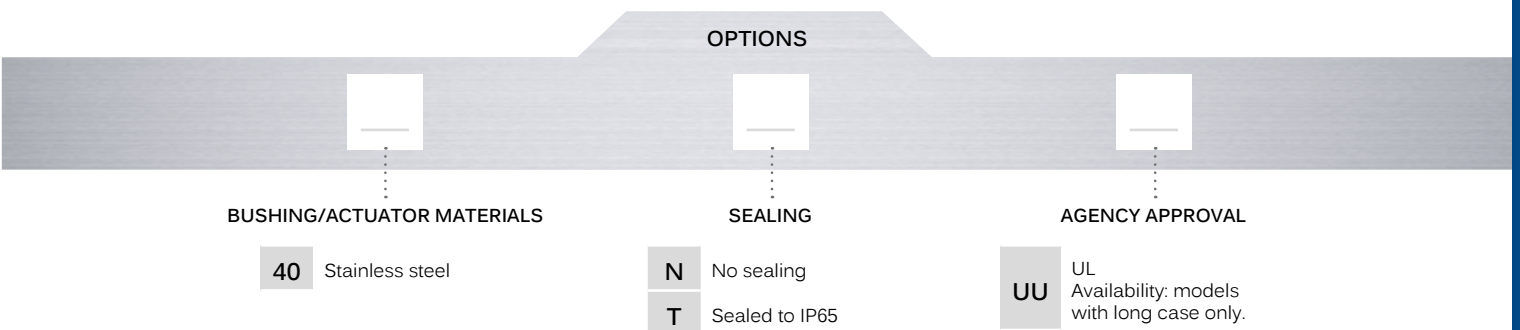 OPTIONS
BUSHING/ACTUATOR MATERIALS
40 Stainless steel
SEALING
N No sealing
T Sealed to IP65
AGENCY APPROVAL
UU
UL
Availability: models
with long case only.